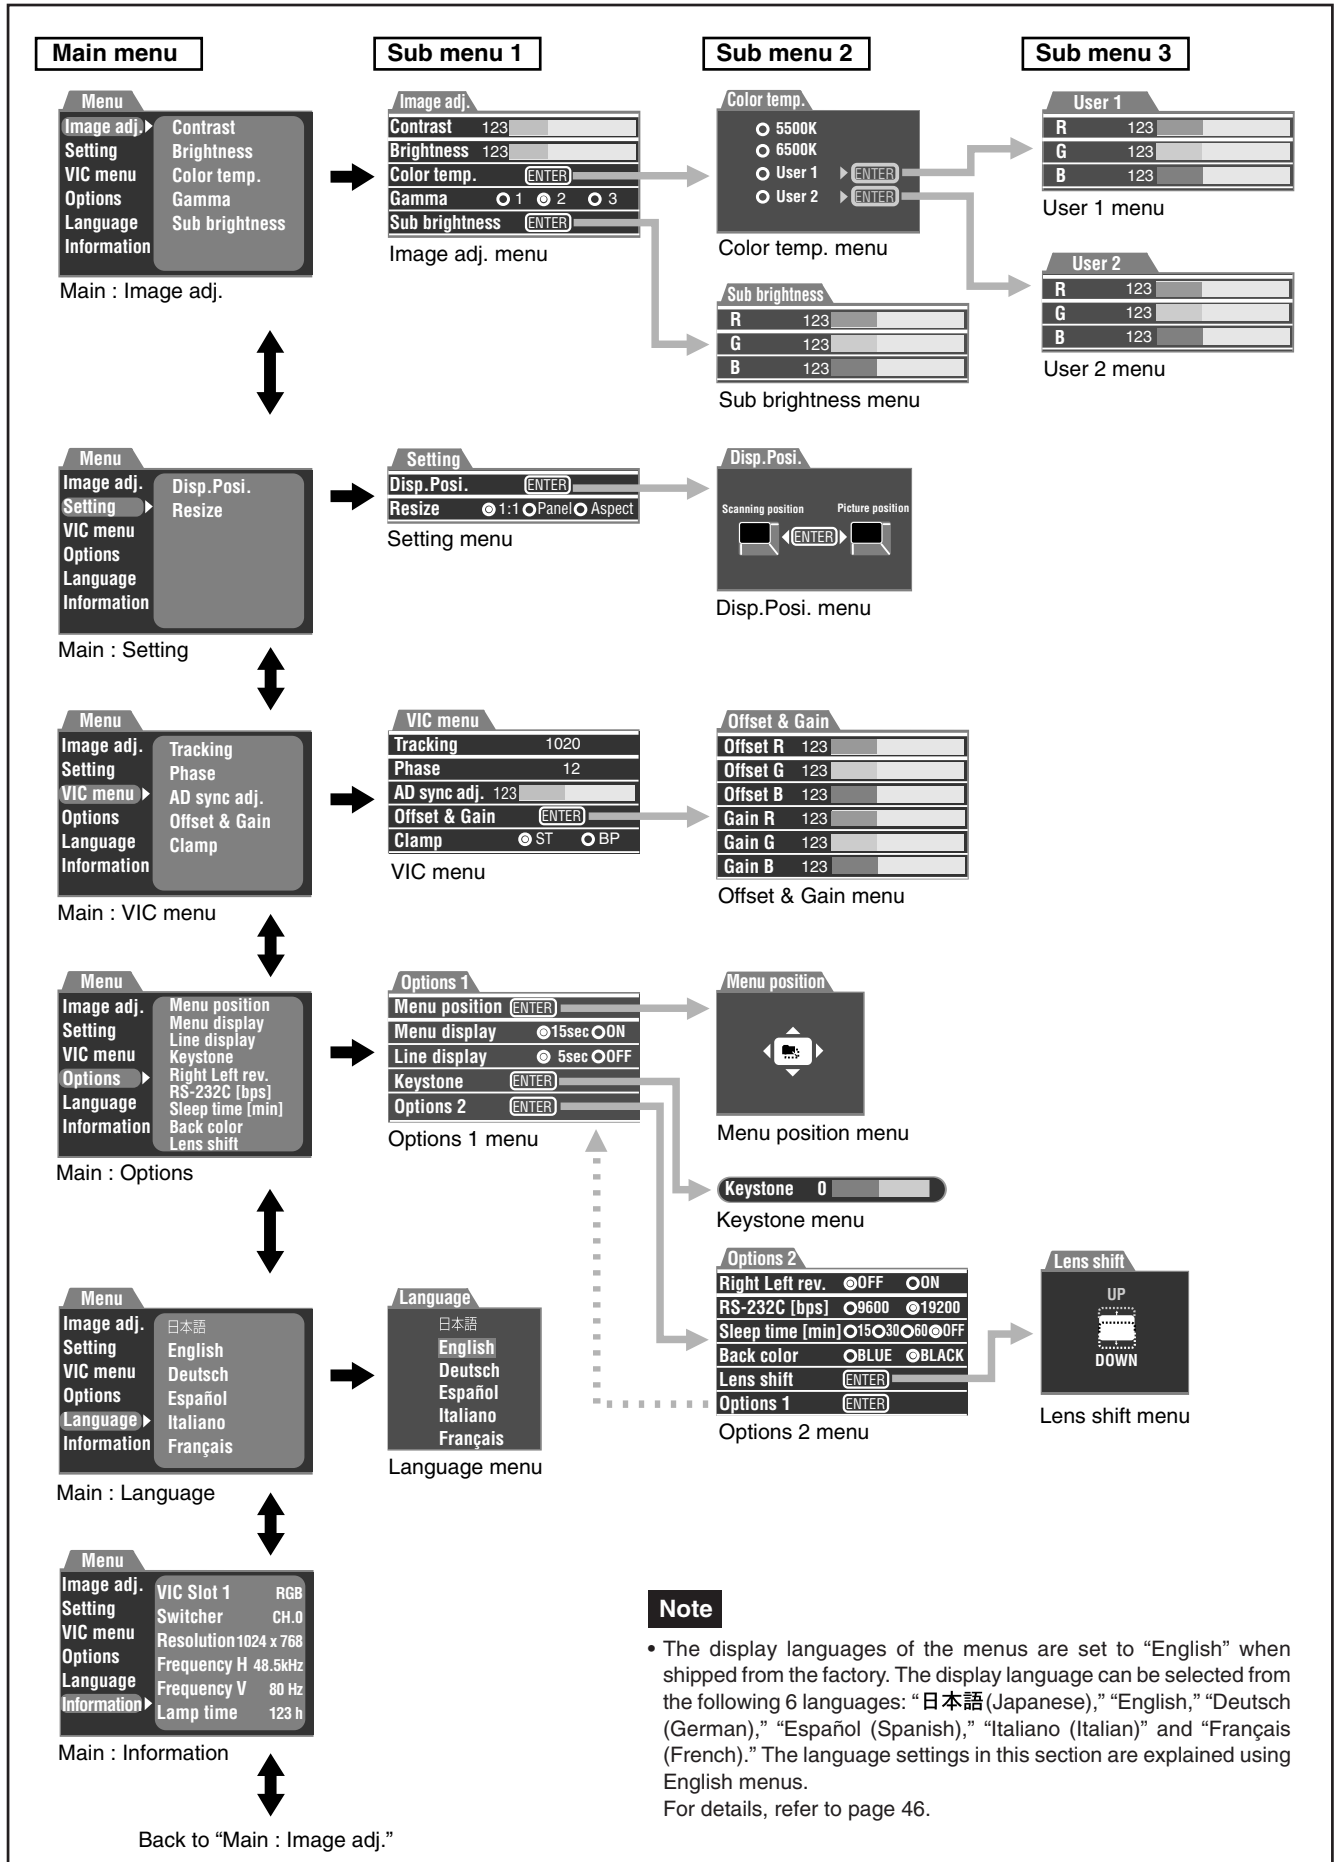 Main menu
Sub menu 1
Sub menu 2
Sub menu 3
Menu
Image adj.
Setting
VIC menu
Options
Language
Information
Contrast
Brightness
Color temp.
Gamma
Sub brightness
Main : Image adj.
Image adj.
Contrast 123
Brightness 123
Color temp. ENTER
Gamma 1 2 3
Sub brightness ENTER
Image adj. menu
Color temp.
5500K
6500K
User 1 ENTER
User 2 ENTER
Color temp. menu
Sub brightness
R 123
G 123
B 123
Sub brightness menu
User 1
R 123
G 123
B 123
User 1 menu
User 2
R 123
G 123
B 123
User 2 menu
Menu
Image adj.
Setting
VIC menu
Options
Language
Information
Disp.Posi.
Resize
Main : Setting
Setting
Disp.Posi. ENTER
Resize 1:1 Panel Aspect
Setting menu
Disp.Posi.
Scanning position Picture position
ENTER
Disp.Posi. menu
Menu
Image adj.
Setting
VIC menu
Options
Language
Information
Tracking
Phase
AD sync adj.
Offset & Gain
Clamp
Main : VIC menu
VIC menu
Tracking 1020
Phase 12
AD sync adj. 123
Offset & Gain ENTER
Clamp ST BP
VIC menu
Offset & Gain
Offset R 123
Offset G 123
Offset B 123
Gain R 123
Gain G 123
Gain B 123
Offset & Gain menu
Menu
Image adj.
Setting
VIC menu
Options
Language
Information
Menu position
Menu display
Line display
Keystone
Right Left rev.
RS-232C [bps]
Sleep time [min]
Back color
Lens shift
Main : Options
Options 1
Menu position ENTER
Menu display 15sec ON
Line display 5sec OFF
Keystone ENTER
Options 2 ENTER
Options 1 menu
Menu position
Menu position menu
Keystone 0
Keystone menu
Options 2
Right Left rev. OFF ON
RS-232C [bps] 9600 19200
Sleep time [min] 15 30 60 OFF
Back color BLUE BLACK
Lens shift ENTER
Options 1 ENTER
Options 2 menu
Lens shift
UP
DOWN
Lens shift menu
Menu
Image adj.
Setting
VIC menu
Options
Language
Information
日本語
English
Deutsch
Español
Italiano
Français
Main : Language
Language
日本語
English
Deutsch
Español
Italiano
Français
Language menu
Menu
Image adj.
Setting
VIC menu
Options
Language
Information
VIC Slot 1 RGB
Switcher CH.0
Resolution 1024 x 768
Frequency H 48.5kHz
Frequency V 80 Hz
Lamp time 123 h
Main : Information
Back to “Main : Image adj.”
Note
• The display languages of the menus are set to “English” when
shipped from the factory. The display language can be selected from
the following 6 languages: “日本語(Japanese),” “English,” “Deutsch
(German),” “Español (Spanish),” “Italiano (Italian)” and “Français
(French).” The language settings in this section are explained using
English menus.
For details, refer to page 46.